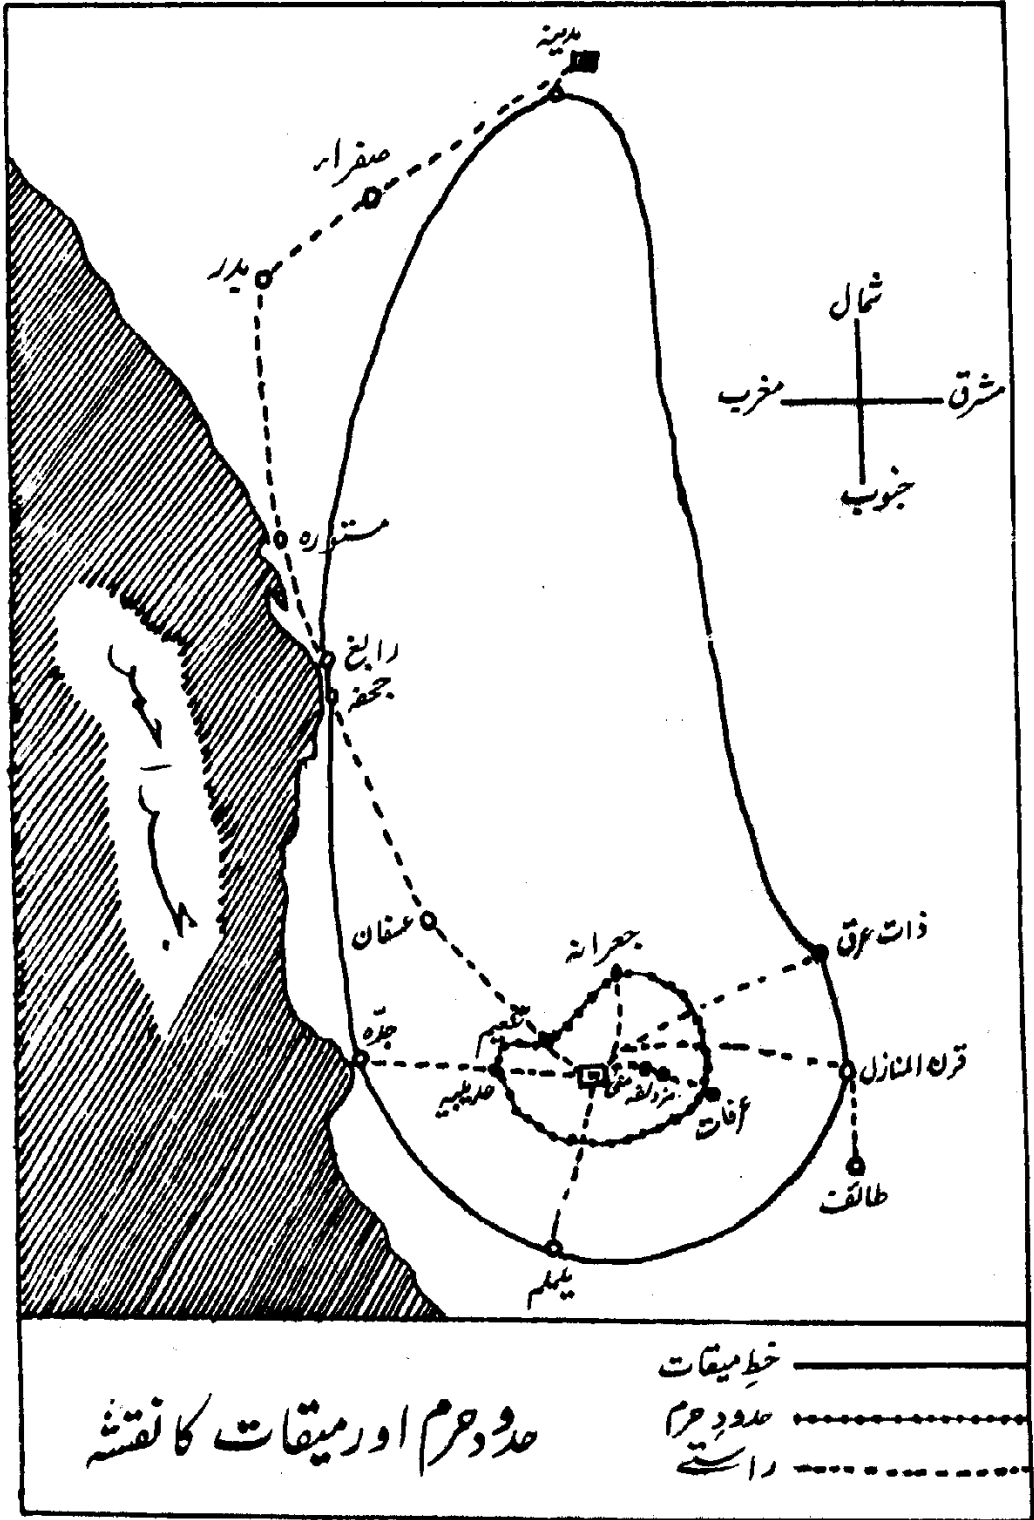 مدینہ
صفراء
بدر
شمال
مغرب
مشرق
جنوب
مستورہ
رابغ
جحفہ
بحر احمر
عسفان
جعرانہ
ذات عرق
تنعیم
جدّہ
قرن المنازل
حدیبیہ
منیٰ
مزدلفہ
عرفات
طائف
یلملم
خطِ میقات
حدودِ حرم
راستے
حدود حرم اور میقات کا نقشہ